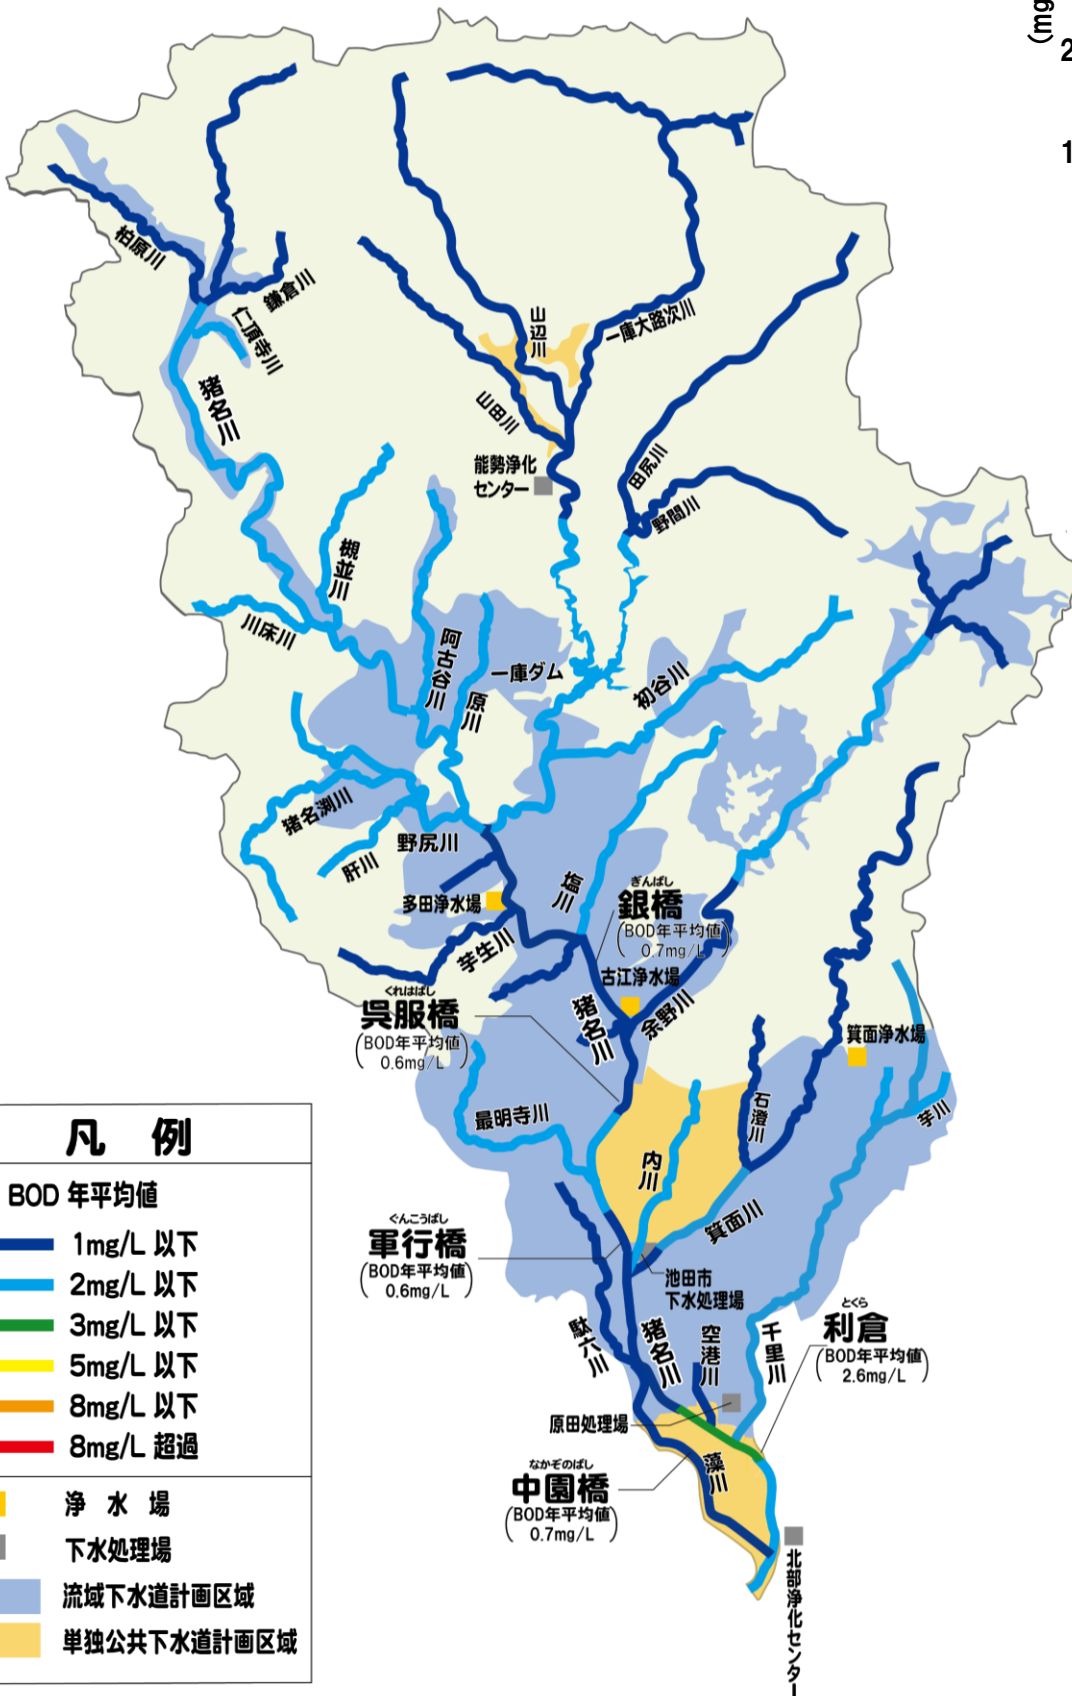 (mg
2
1
柏原川
鎌倉川
仁頂寺川
猪名川
山辺川
一庫大路次川
山田川
能勢浄化
センター
田尻川
野間川
槻並川
川床川
阿古谷川
原川
一庫ダム
初谷川
猪名渕川
肝川
野尻川
多田浄水場
塩川
芋生川
ぎんばし
銀橋
(BOD年平均値)
0.7mg/L
古江浄水場
猪名川
余野川
くれはばし
呉服橋
(BOD年平均値)
0.6mg/L
箕面浄水場
石澄川
芋川
最明寺川
内川
箕面川
ぐんこうばし
軍行橋
(BOD年平均値)
0.6mg/L
池田市
下水処理場
駄六川
猪名川
空港川
千里川
とくら
利倉
(BOD年平均値)
2.6mg/L
原田処理場
藻川
なかぞのばし
中園橋
(BOD年平均値)
0.7mg/L
北部浄化センター
凡 例
BOD 年平均値
1mg/L 以下
2mg/L 以下
3mg/L 以下
5mg/L 以下
8mg/L 以下
8mg/L 超過
浄 水 場
下水処理場
流域下水道計画区域
単独公共下水道計画区域